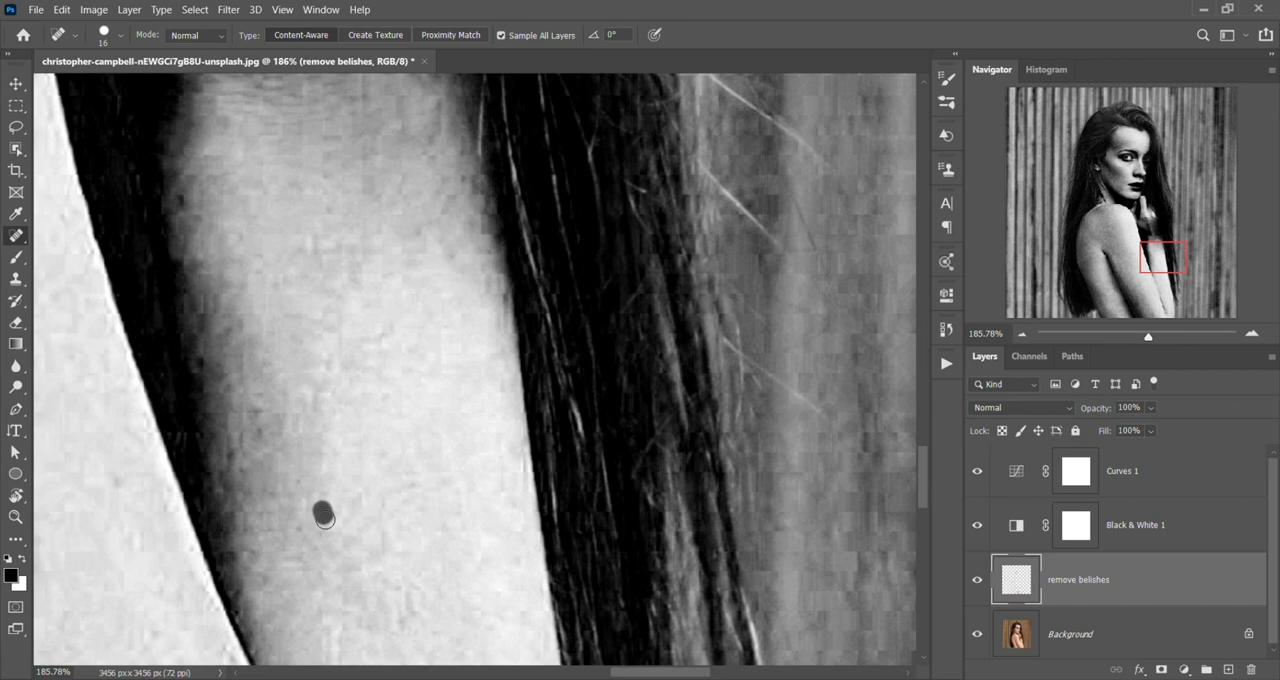 Ps File Edit Image Layer Type Select Filter 3D View Window Help
16 Mode: Normal Type: Content-Aware Create Texture Proximity Match Sample All Layers 0°
christopher-campbell-nEWGCi7gB8U-unsplash.jpg @ 186% (remove belishes, RGB/8) *
Navigator Histogram
185.78%
Layers Channels Paths
Kind
Normal Opacity: 100%
Lock: Fill: 100%
Curves 1
Black & White 1
remove belishes
Background
185.78% 3456 px x 3456 px (72 ppi)